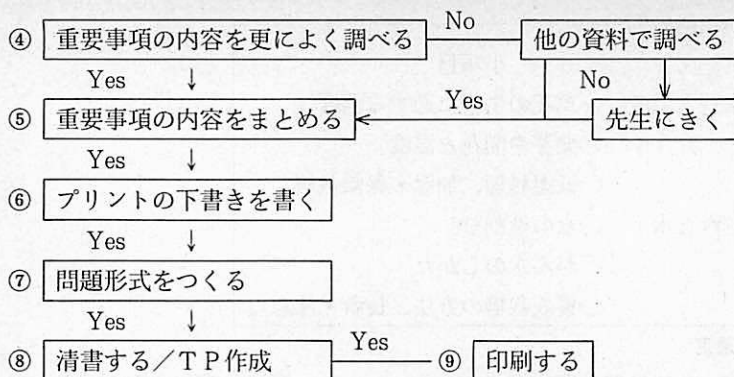 ④ 重要事項の内容を更によく調べる No 他の資料で調べる
Yes ↓ No
⑤ 重要事項の内容をまとめる Yes 先生にきく
Yes ↓
⑥ プリントの下書きを書く
Yes ↓
⑦ 問題形式をつくる
Yes ↓
⑧ 清書する/TP作成 Yes ⑨ 印刷する